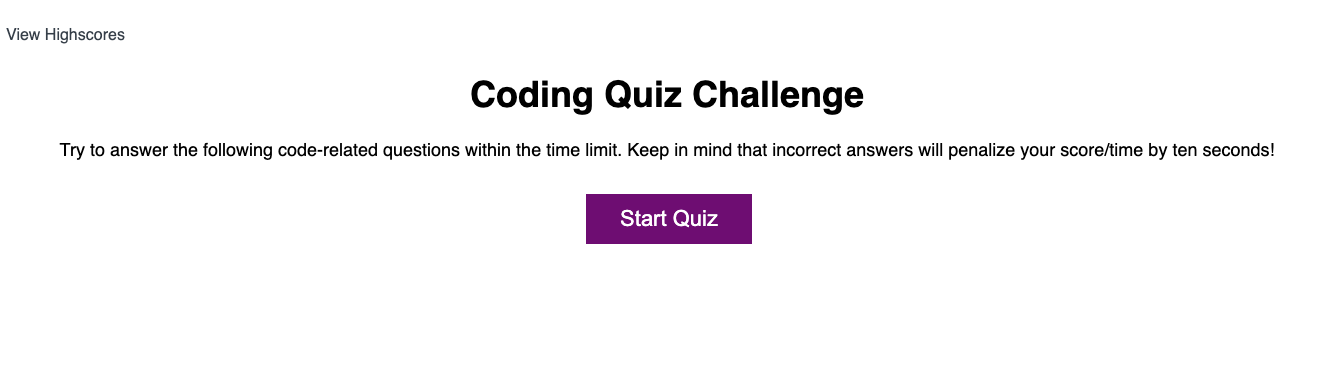 View Highscores
Coding Quiz Challenge
Try to answer the following code-related questions within the time limit. Keep in mind that incorrect answers will penalize your score/time by ten seconds!
Start Quiz